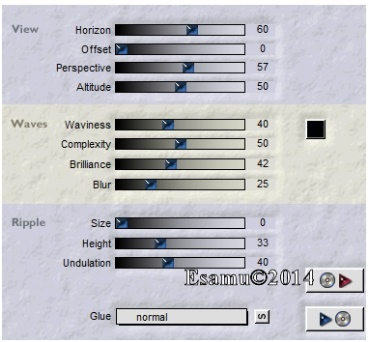 View Horizon 60
Offset 0
Perspective 57
Altitude 50
Waves Waviness 40
Complexity 50
Brilliance 42
Blur 25
Ripple Size 0
Height 33
Undulation 40
Esamu©2014
Glue normal